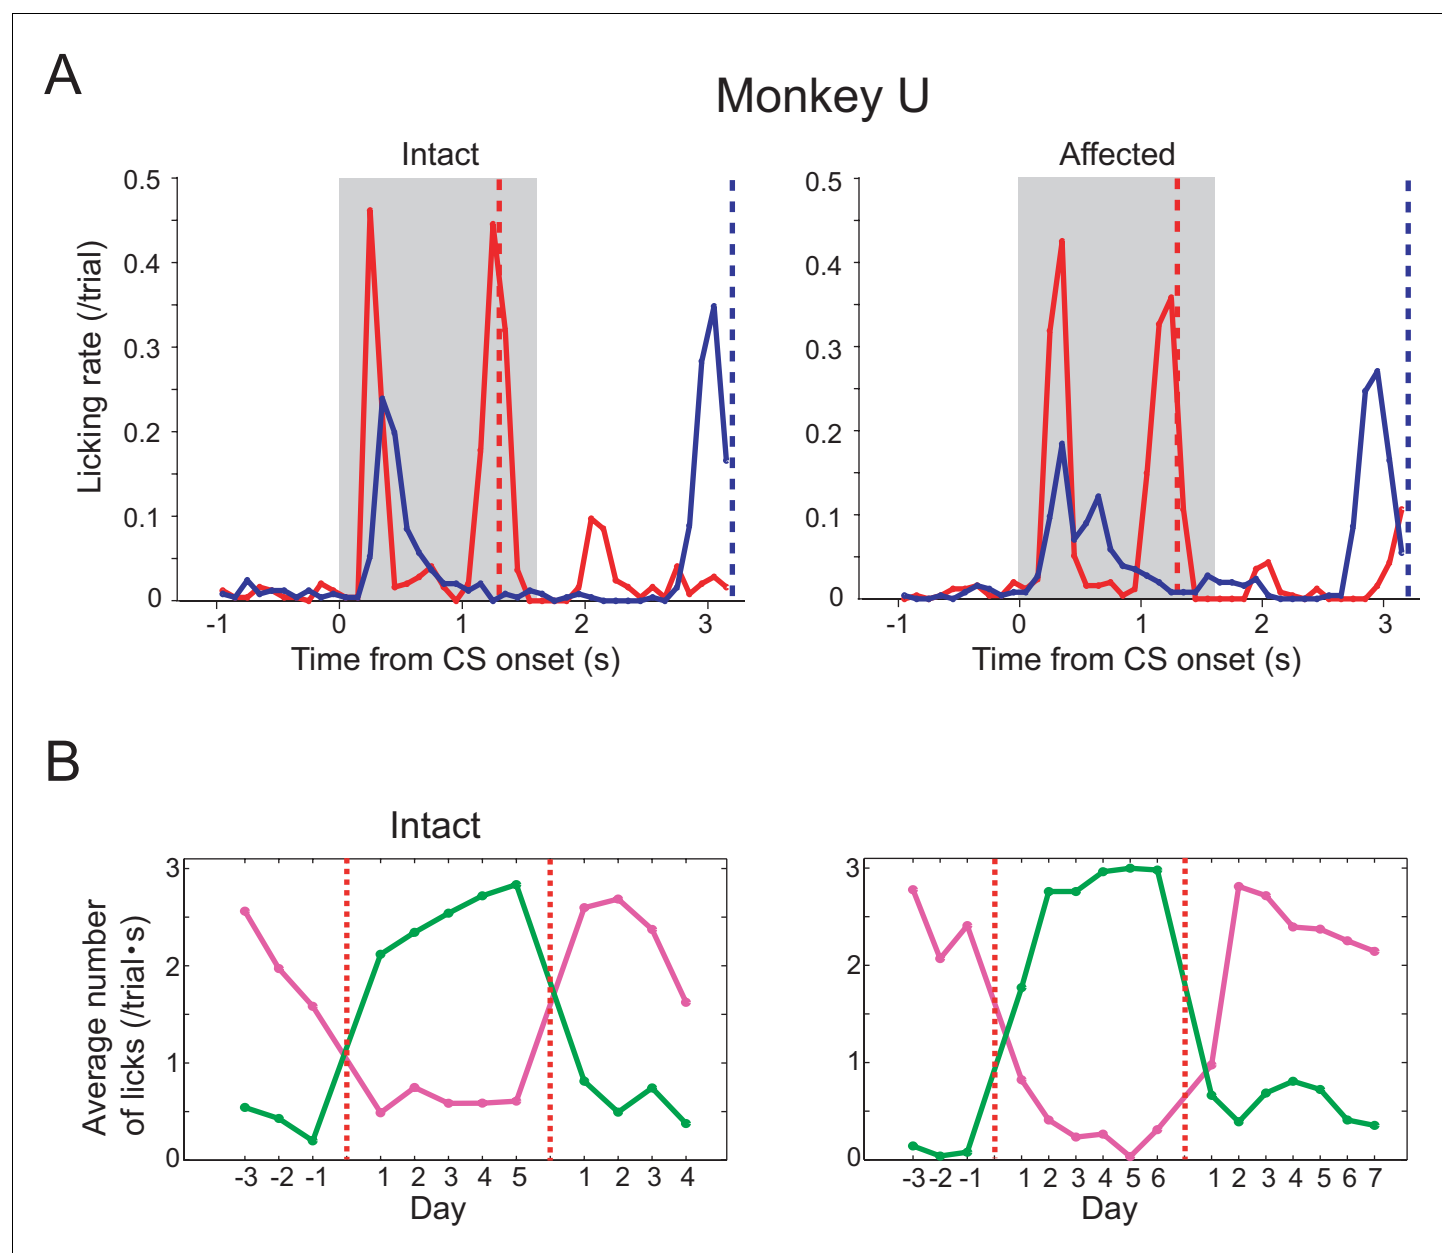 A
Monkey U
Intact
Affected
Licking rate (/trial)
0.5
0.4
0.3
0.2
0.1
0
-1 0 1 2 3
Time from CS onset (s)
0.5
0.4
0.3
0.2
0.1
0
-1 0 1 2 3
Time from CS onset (s)
B
Intact
Average number
of licks (/trial·s)
3
2
1
0
-3 -2 -1 1 2 3 4 5 1 2 3 4
Day
3
2
1
0
-3 -2 -1 1 2 3 4 5 6 1 2 3 4 5 6 7
Day